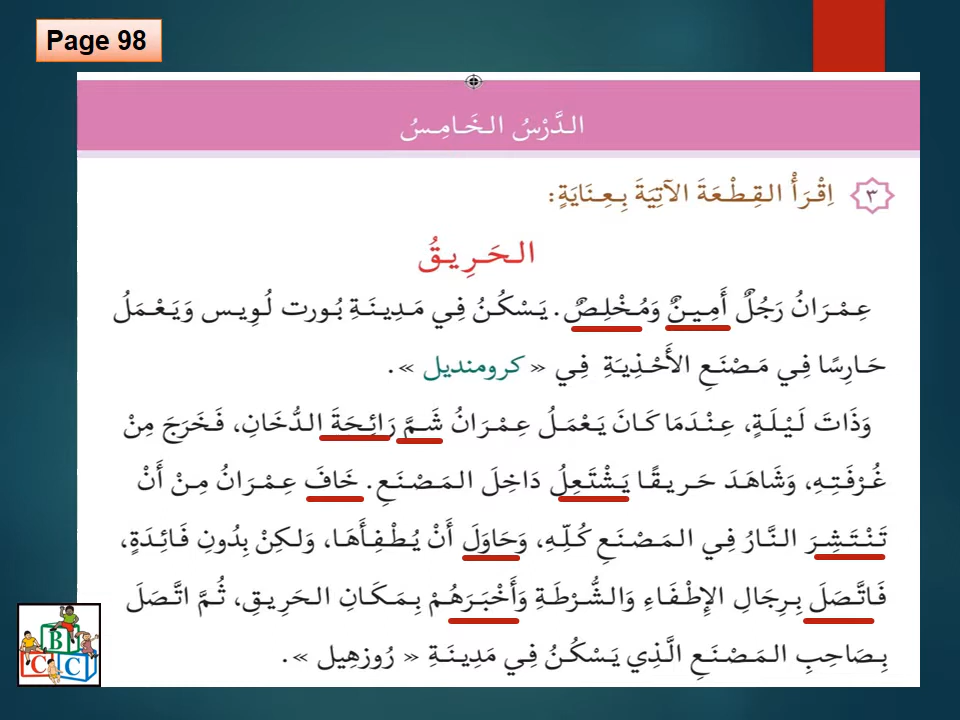 Page 98
الدَّرْسُ الخَامِسُ
٣ اِقْرَأْ القِطْعَةَ الآتِيَةَ بِعِنَايَةٍ:
الحَرِيقُ
عِمْرَانُ رَجُلٌ أَمِينٌ وَمُخْلِصٌ. يَسْكُنُ فِي مَدِينَةِ بُورت لُوِيس وَيَعْمَلُ
حَارِسًا فِي مَصْنَعِ الأَحْذِيَةِ فِي « كرومنديل ».
وَذَاتَ لَيْلَةٍ، عِنْدَمَا كَانَ يَعْمَلُ عِمْرَانُ شَمَّ رَائِحَةَ الدُّخَانِ، فَخَرَجَ مِنْ
غُرْفَتِهِ، وَشَاهَدَ حَرِيقًا يَشْتَعِلُ دَاخِلَ المَصْنَعِ. خَافَ عِمْرَانُ مِنْ أَنْ
تَنْتَشِرَ النَّارُ فِي المَصْنَعِ كُلِّهِ، وَحَاوَلَ أَنْ يُطْفِأَهَا، وَلكِنْ بِدُونِ فَائِدَةٍ،
فَاتَّصَلَ بِرِجَالِ الإِطْفَاءِ وَالشُّرْطَةِ وَأَخْبَرَهُمْ بِمَكَانِ الحَرِيقِ، ثُمَّ اتَّصَلَ
بِصَاحِبِ المَصْنَعِ الَّذِي يَسْكُنُ فِي مَدِينَةِ « رُوزهِيل ».
B
C C